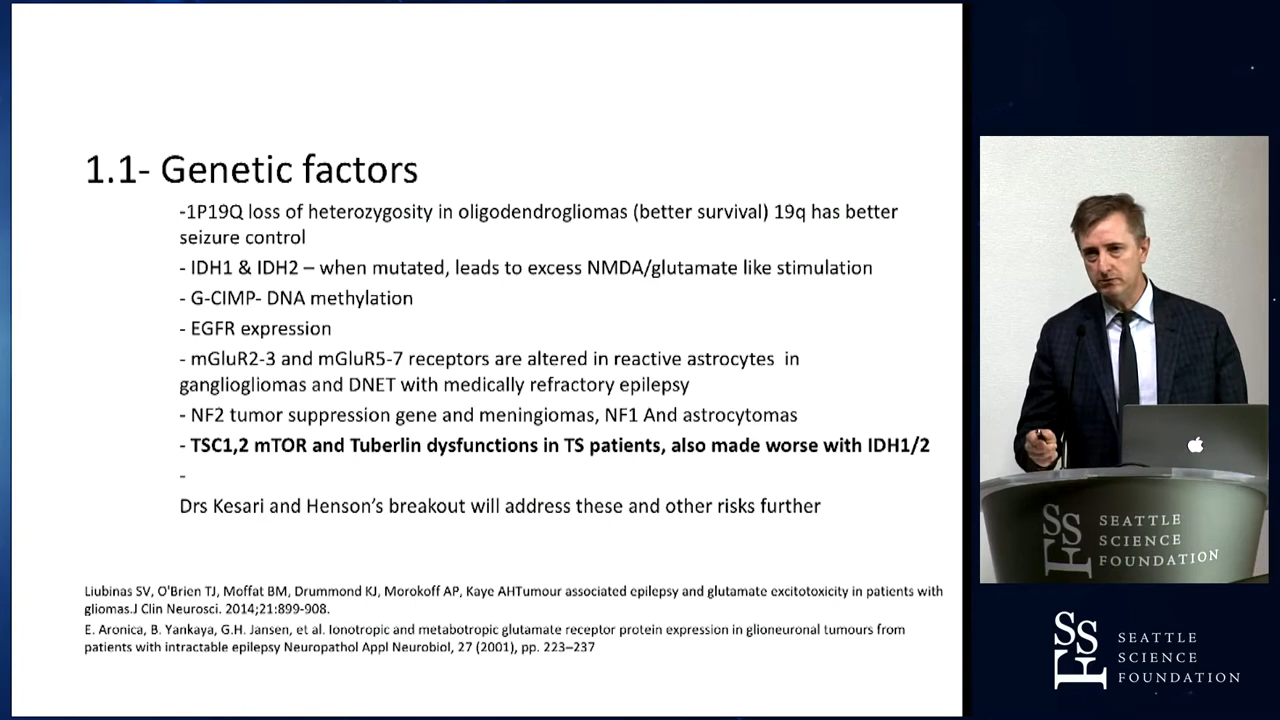 1.1- Genetic factors
-1P19Q loss of heterozygosity in oligodendrogliomas (better survival) 19q has better
seizure control
- IDH1 & IDH2 – when mutated, leads to excess NMDA/glutamate like stimulation
- G-CIMP- DNA methylation
- EGFR expression
- mGluR2-3 and mGluR5-7 receptors are altered in reactive astrocytes in
gangliogliomas and DNET with medically refractory epilepsy
- NF2 tumor suppression gene and meningiomas, NF1 And astrocytomas
- TSC1,2 mTOR and Tuberlin dysfunctions in TS patients, also made worse with IDH1/2
-
Drs Kesari and Henson's breakout will address these and other risks further
Liubinas SV, O'Brien TJ, Moffat BM, Drummond KJ, Morokoff AP, Kaye AHTumour associated epilepsy and glutamate excitotoxicity in patients with
gliomas.J Clin Neurosci. 2014;21:899-908.
E. Aronica, B. Yankaya, G.H. Jansen, et al. Ionotropic and metabotropic glutamate receptor protein expression in glioneuronal tumours from
patients with intractable epilepsy Neuropathol Appl Neurobiol, 27 (2001), pp. 223–237
SSF
SEATTLE
SCIENCE
FOUNDATION
SSF
SEATTLE
SCIENCE
FOUNDATION